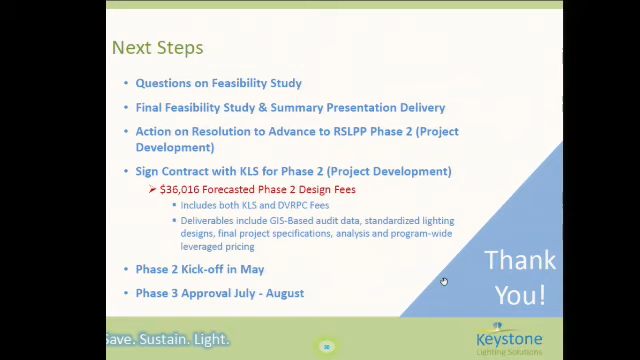 Next Steps
• Questions on Feasibility Study
• Final Feasibility Study & Summary Presentation Delivery
• Action on Resolution to Advance to RSLPP Phase 2 (Project
Development)
• Sign Contract with KLS for Phase 2 (Project Development)
➢ $36,016 Forecasted Phase 2 Design Fees
▪ Includes both KLS and DVRPC Fees
▪ Deliverables include GIS-Based audit data, standardized lighting
designs, final project specifications, analysis and program-wide
leveraged pricing
• Phase 2 Kick-off in May
• Phase 3 Approval July - August
Thank
You!
Save. Sustain. Light.
Keystone
Lighting Solutions